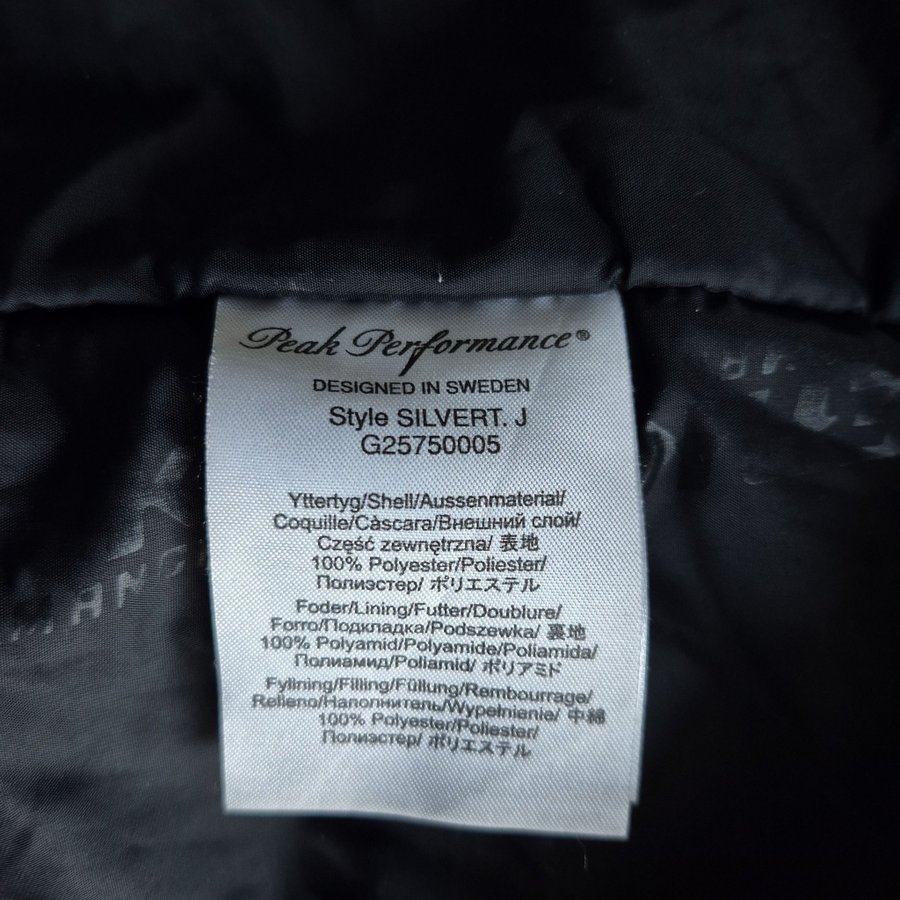 Peak Performance®
DESIGNED IN SWEDEN
Style SILVERT. J
G25750005
Yttertyg/Shell/Aussenmaterial/
Coquille/Càscara/Внешний слой/
Część zewnętrzna/ 表地
100% Polyester/Poliester/
Полиэстер/ ポリエステル
Foder/Lining/Futter/Doublure/
Forro/Подкладка/Podszewka/ 裏地
100% Polyamid/Polyamide/Poliamida/
Полиамид/Poliamid/ ポリアミド
Fyllning/Filling/Füllung/Rembourrage/
Relleno/Наполнитель/Wypełnienie/ 中綿
100% Polyester/Poliester/
Полиэстер/ ポリエステル